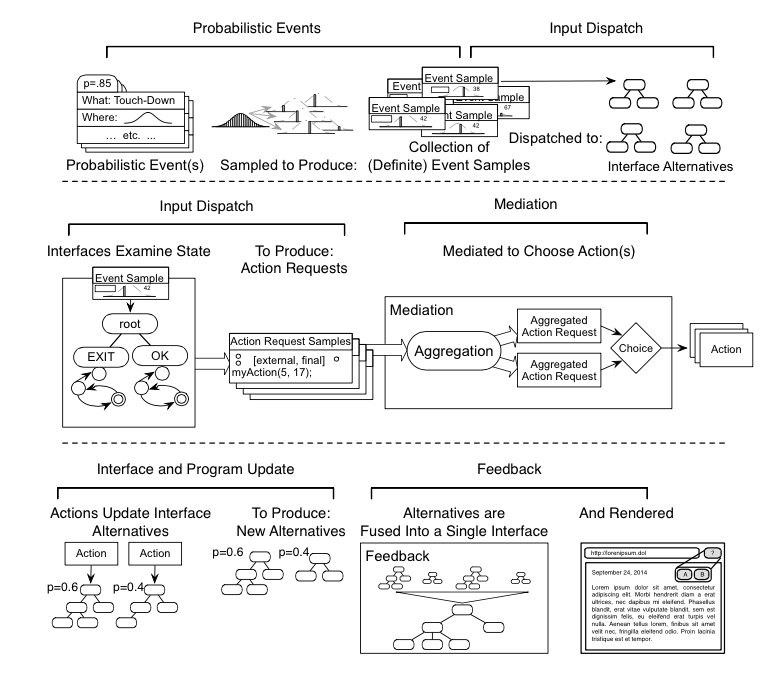 Probabilistic Events
Input Dispatch
p=.85
What: Touch-Down
Where:
... etc. ...
Probabilistic Event(s)
Sampled to Produce:
Event
Event Sample
38
Event Sample
42
Event Sample
67
Event Sample
42
Collection of
(Definite) Event Samples
Dispatched to:
Interface Alternatives
Input Dispatch
Mediation
Interfaces Examine State
To Produce:
Action Requests
Mediated to Choose Action(s)
Event Sample
42
root
EXIT
OK
Action Request Samples
[external, final]
myAction(5, 17);
Mediation
Aggregation
Aggregated
Action Request
Aggregated
Action Request
Choice
Action
Interface and Program Update
Feedback
Actions Update Interface
Alternatives
To Produce:
New Alternatives
Alternatives are
Fused Into a Single Interface
And Rendered
Action
Action
p=0.6
p=0.4
p=0.6
p=0.4
Feedback
http://loremipsum.dol
?
A
B
September 24, 2014
Lorem ipsum dolor sit amet, consectetur
adipiscing elit. Morbi hendrerit diam a erat
ultrices, nec dapibus mi eleifend. Phasellus
blandit, erat vitae vulputate blandit, sem est
dignissim felis, eu eleifend erat turpis vel
nulla. Aenean tellus lorem, finibus sit amet
velit nec, fringilla eleifend odio. Proin lacinia
tristique est et tempor.